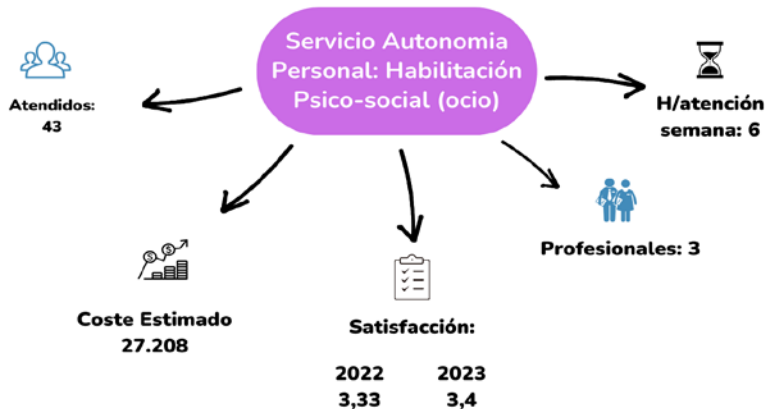 Servicio Autonomia
Personal: Habilitación
Psico-social (ocio)
Atendidos:
43
H/atención
semana: 6
Profesionales: 3
Coste Estimado
27.208
Satisfacción:
2022 2023
3,33 3,4